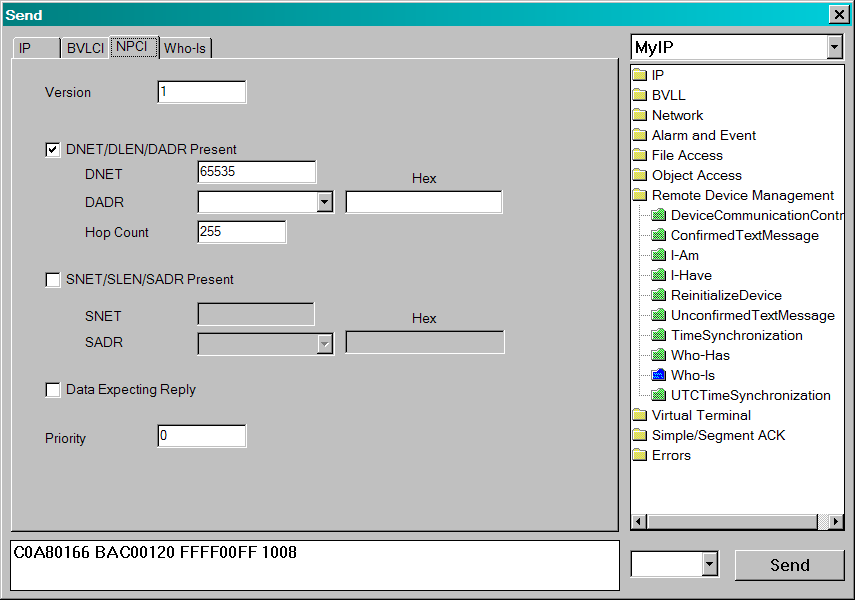 Send
IP BVLCI NPCI Who-Is
Version 1
DNET/DLEN/DADR Present
DNET 65535
Hex
DADR
Hop Count 255
SNET/SLEN/SADR Present
SNET
Hex
SADR
Data Expecting Reply
Priority 0
C0A80166 BAC00120 FFFF00FF 1008
MyIP
IP
BVLL
Network
Alarm and Event
File Access
Object Access
Remote Device Management
DeviceCommunicationContr
ConfirmedTextMessage
I-Am
I-Have
ReinitializeDevice
UnconfirmedTextMessage
TimeSynchronization
Who-Has
Who-Is
UTCTimeSynchronization
Virtual Terminal
Simple/Segment ACK
Errors
Send